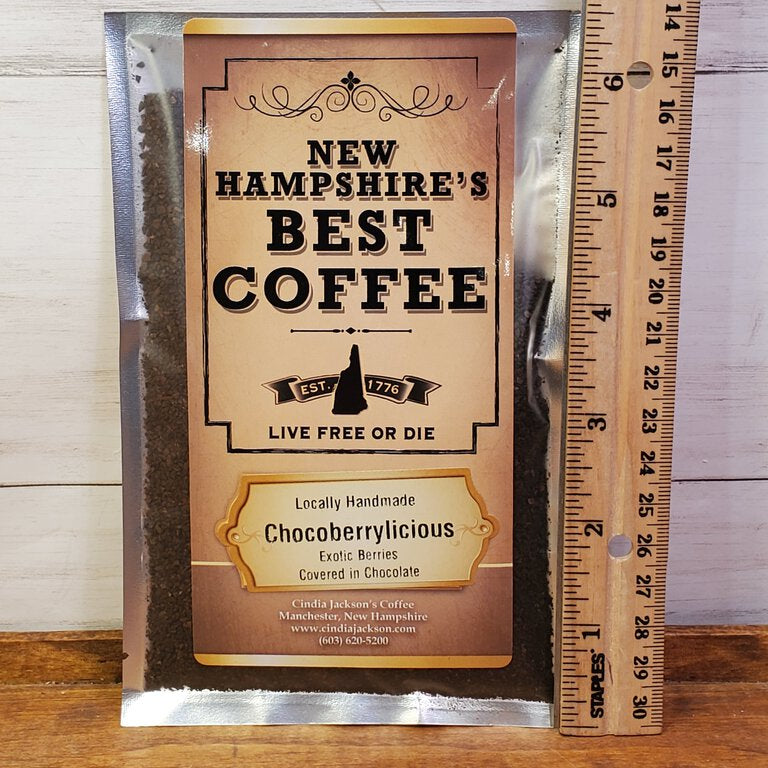 NEW
HAMPSHIRE'S
BEST
COFFEE
EST. 1776
LIVE FREE OR DIE
Locally Handmade
Chocoberrylicious
Exotic Berries
Covered in Chocolate
Cindia Jackson's Coffee
Manchester, New Hampshire
www.cindiajackson.com
(603) 620-5200
6
5
4
3
2
1
STAPLES
14
15
16
17
18
19
20
21
22
23
24
25
26
27
28
29
30